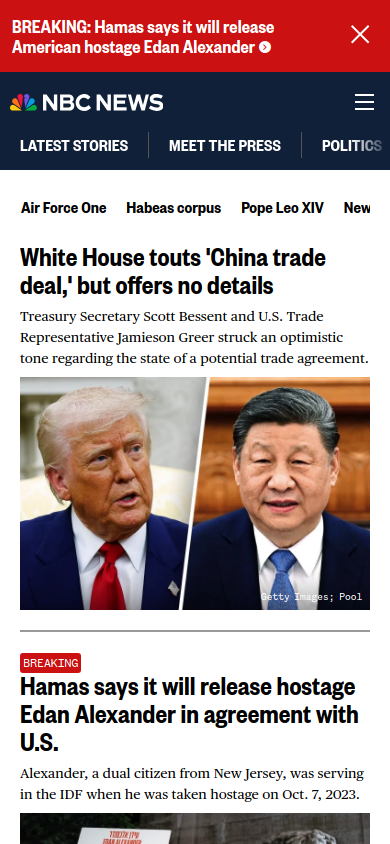 BREAKING: Hamas says it will release
American hostage Edan Alexander
NBC NEWS
LATEST STORIES
MEET THE PRESS
POLITICS
Air Force One
Habeas corpus
Pope Leo XIV
New
White House touts 'China trade
deal,' but offers no details
Treasury Secretary Scott Bessent and U.S. Trade
Representative Jamieson Greer struck an optimistic
tone regarding the state of a potential trade agreement.
Getty Images; Pool
BREAKING
Hamas says it will release hostage
Edan Alexander in agreement with
U.S.
Alexander, a dual citizen from New Jersey, was serving
in the IDF when he was taken hostage on Oct. 7, 2023.
עידן אלכסנדר
EDAN ALEXANDER